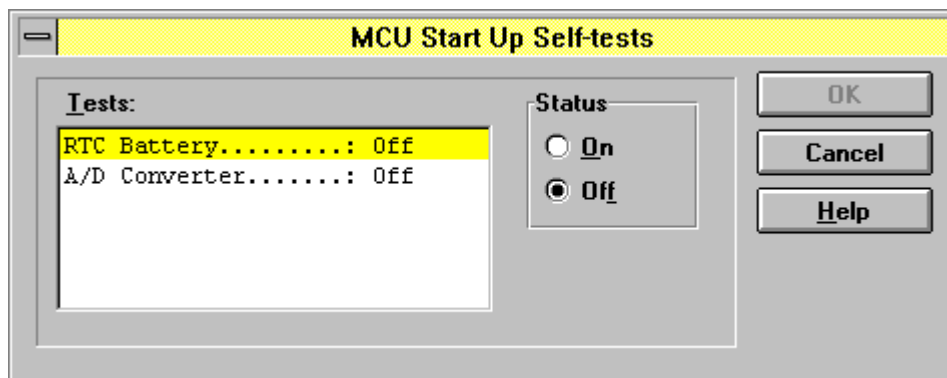 MCU Start Up Self-tests
Tests:
RTC Battery.........: Off
A/D Converter.......: Off
Status
On
Off
OK
Cancel
Help